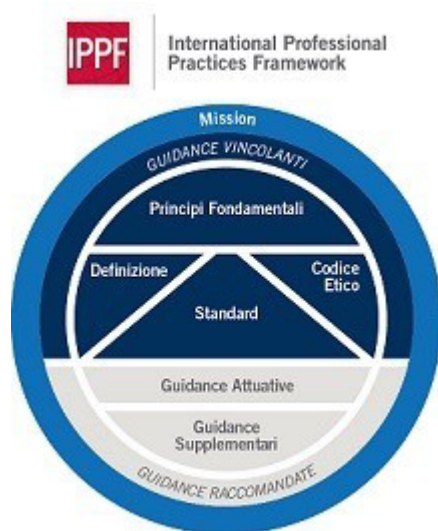 IPPF
International Professional
Practices Framework
Mission
GUIDANCE VINCOLANTI
Principi Fondamentali
Definizione
Codice
Etico
Standard
Guidance Attuative
Guidance
Supplementari
GUIDANCE RACCOMANDATE